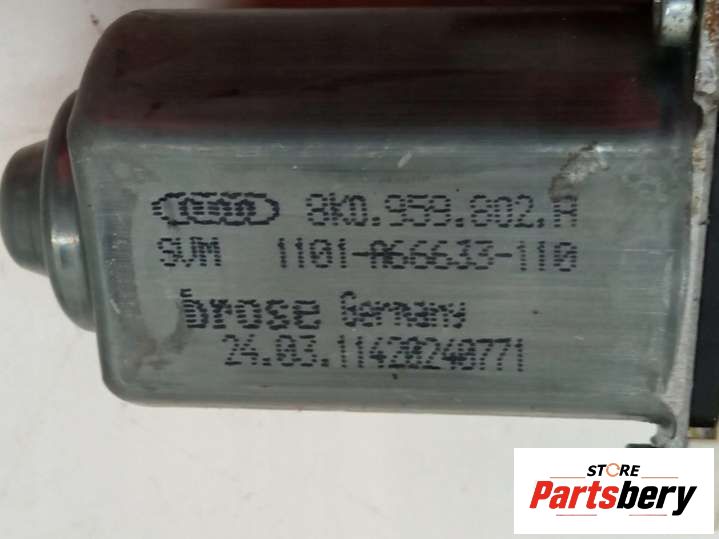 8K0.959.802.A
SVM 1101-A66633-110
brose Germany
24.03.11420240771
STORE
Partsbery